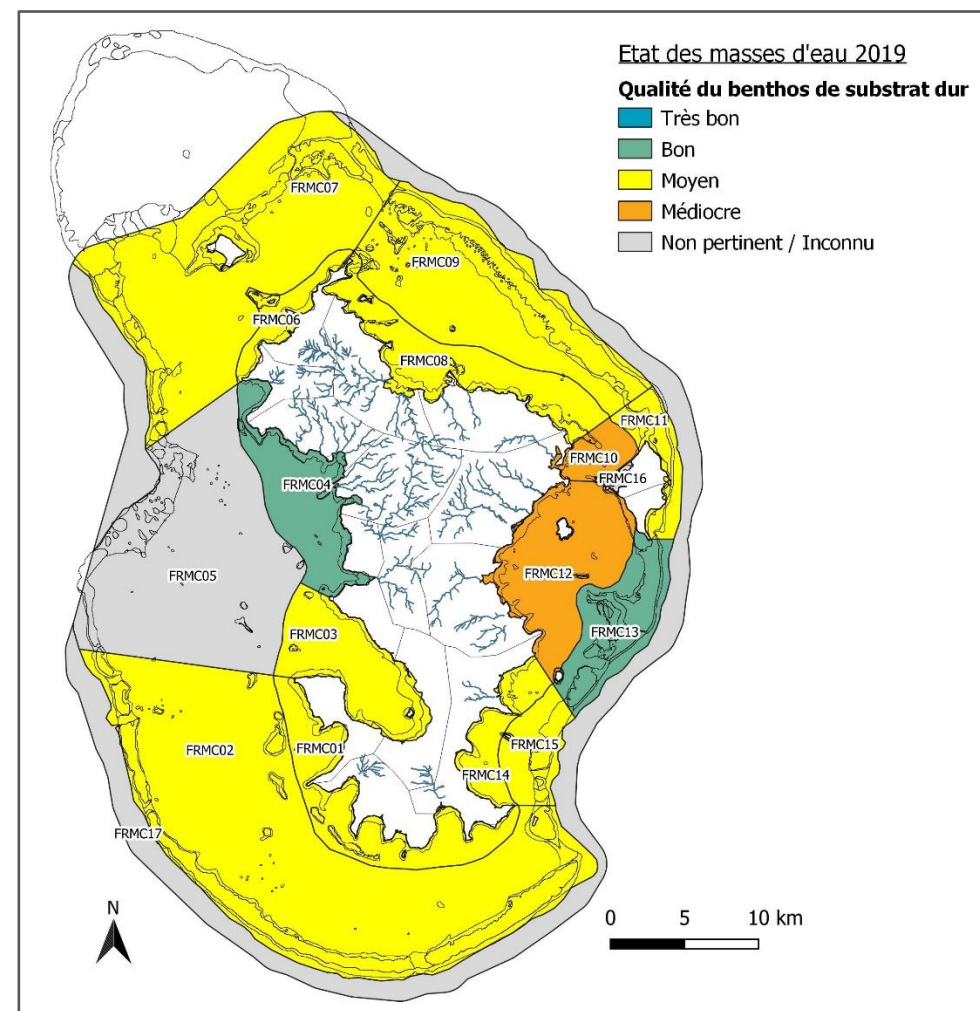 Etat des masses d'eau 2019
Qualité du benthos de substrat dur
Très bon
Bon
Moyen
Médiocre
Non pertinent / Inconnu
FRMC07
FRMC09
FRMC06
FRMC08
FRMC11
FRMC10
FRMC16
FRMC04
FRMC05
FRMC12
FRMC13
FRMC03
FRMC02
FRMC01
FRMC15
FRMC14
FRMC17
N
0 5 10 km